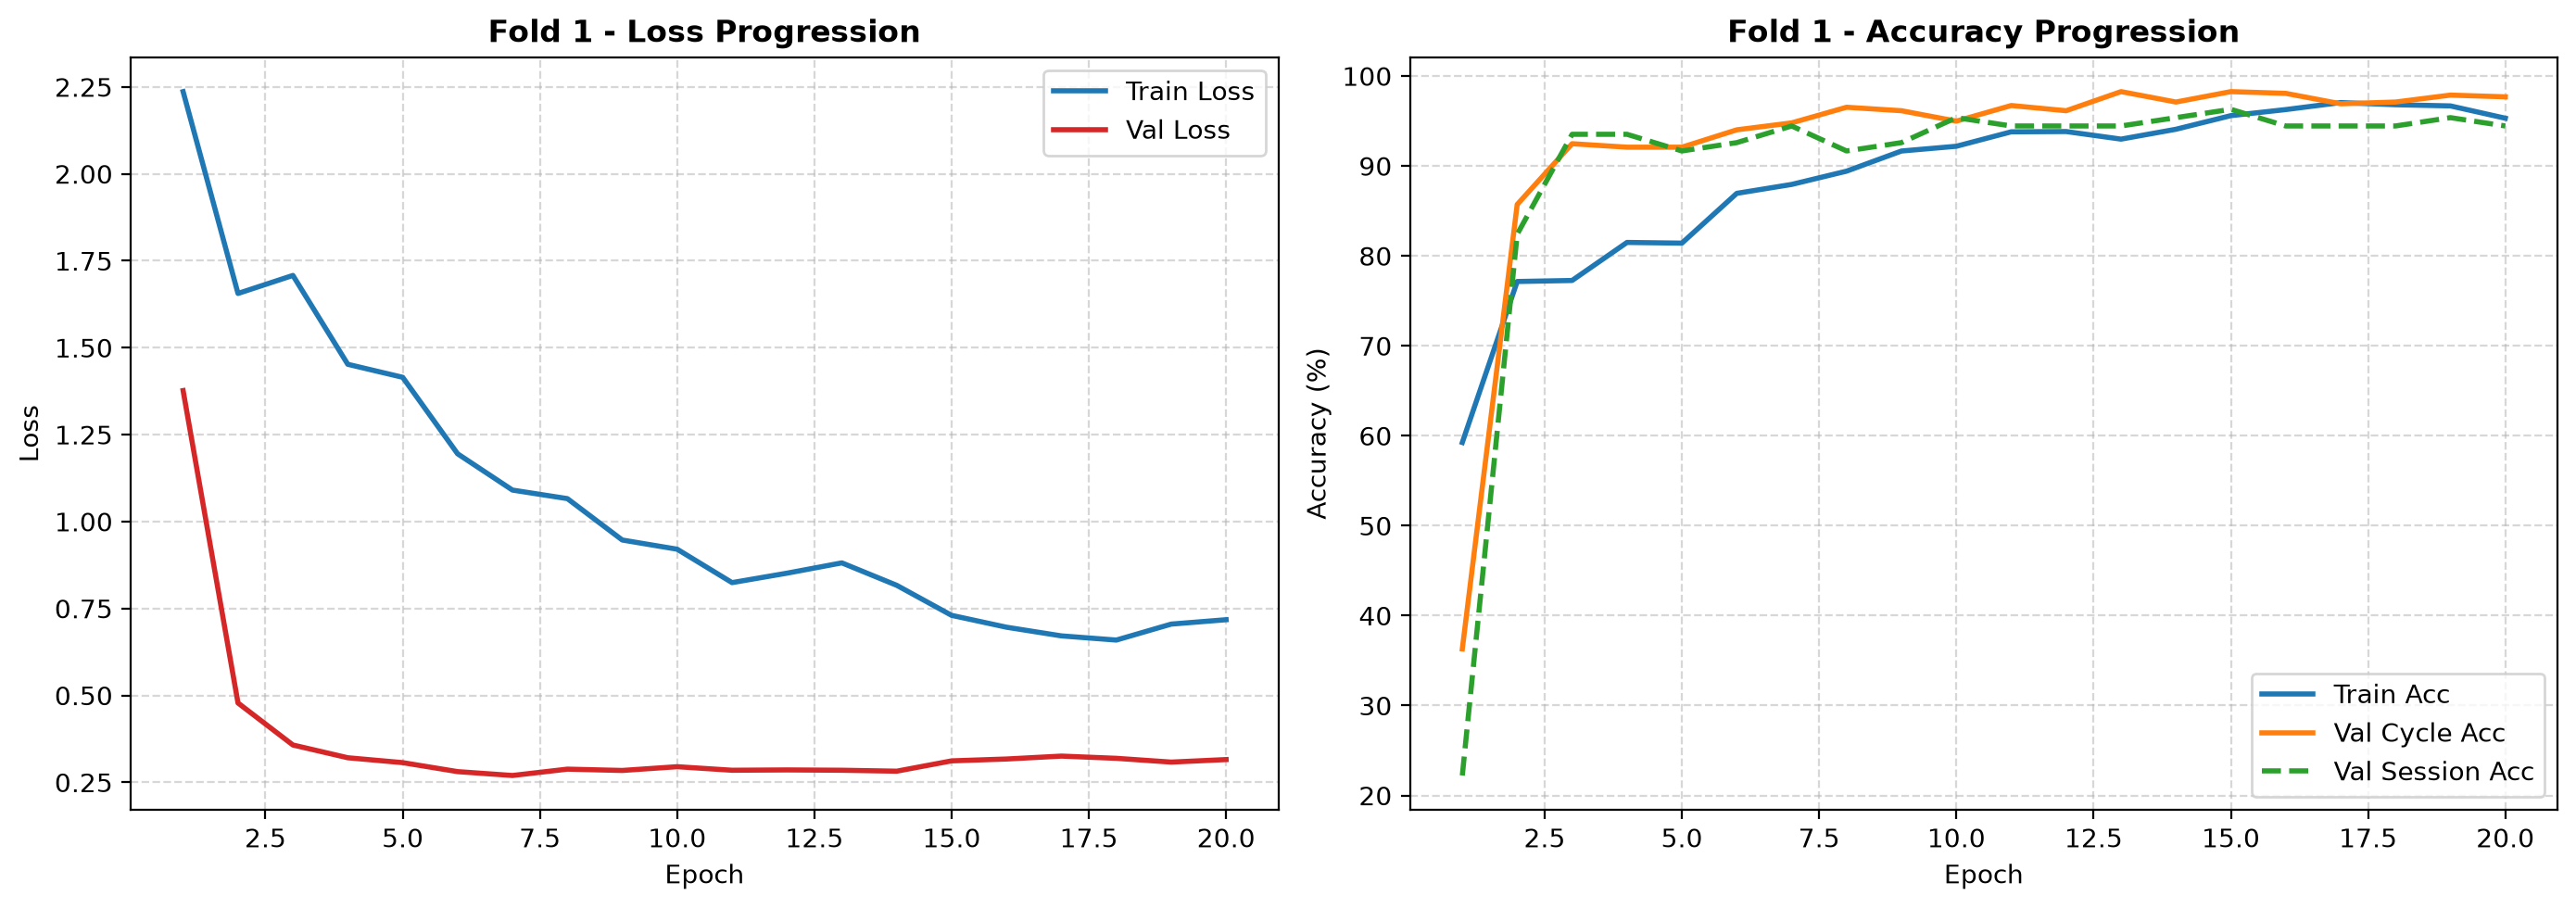 Fold 1 - Loss Progression
Loss
2.25
2.00
1.75
1.50
1.25
1.00
0.75
0.50
0.25
Train Loss
Val Loss
2.5 5.0 7.5 10.0 12.5 15.0 17.5 20.0
Epoch
Fold 1 - Accuracy Progression
Accuracy (%)
100
90
80
70
60
50
40
30
20
Train Acc
Val Cycle Acc
Val Session Acc
2.5 5.0 7.5 10.0 12.5 15.0 17.5 20.0
Epoch